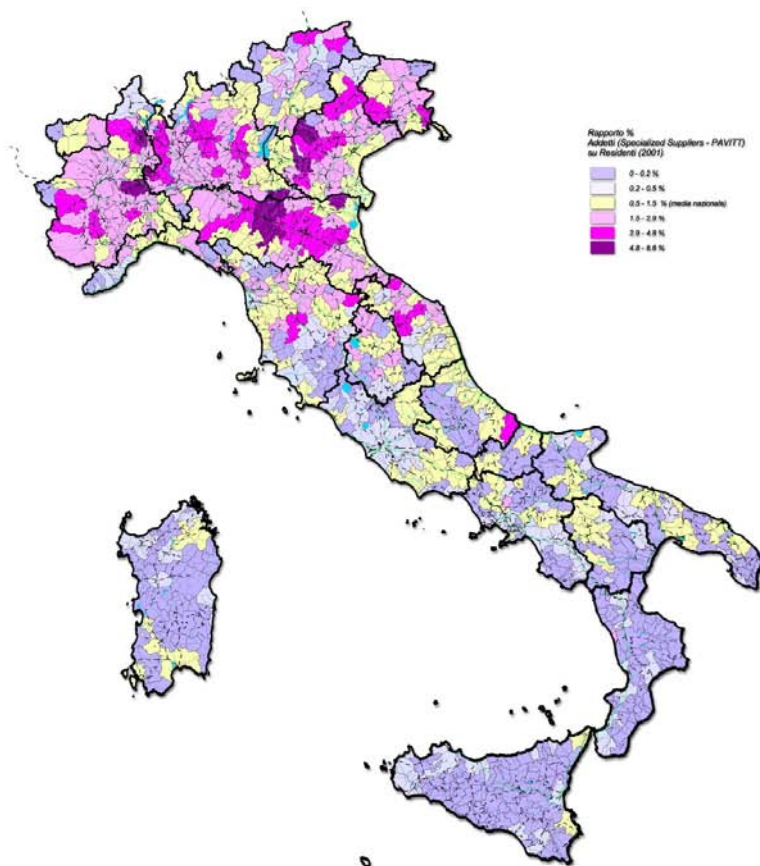 Rapporto %
Addetti (Specialized Suppliers - PAVITT)
su Residenti (2001)
0 - 0.2 %
0.2 - 0.5 %
0.5 - 1.5 % (media nazionale)
1.5 - 2.9 %
2.9 - 4.8 %
4.8 - 8.8 %